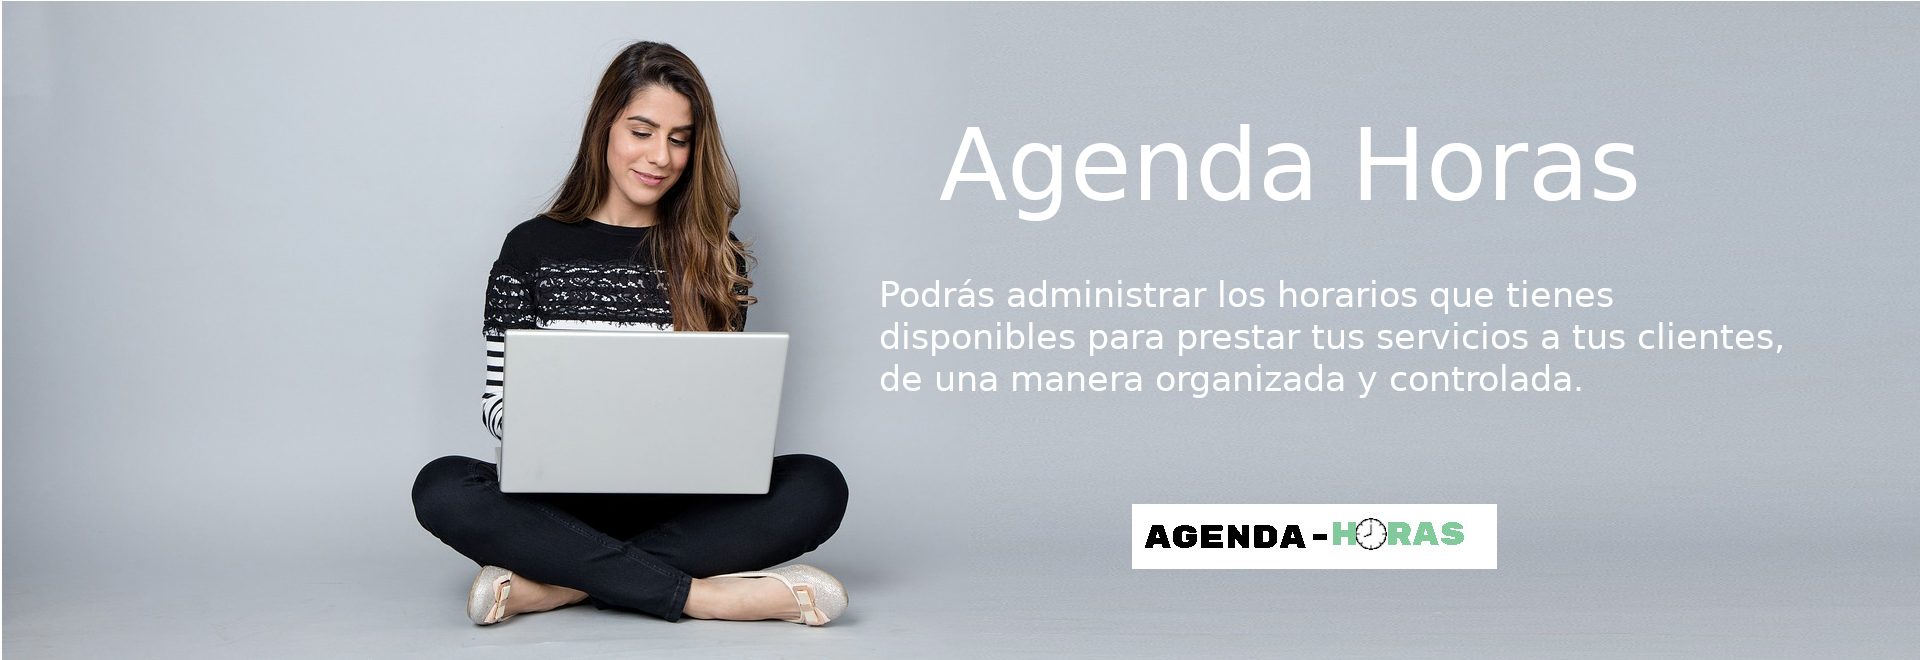 Agenda Horas
Podrás administrar los horarios que tienes
disponibles para prestar tus servicios a tus clientes,
de una manera organizada y controlada.
AGENDA-HORAS